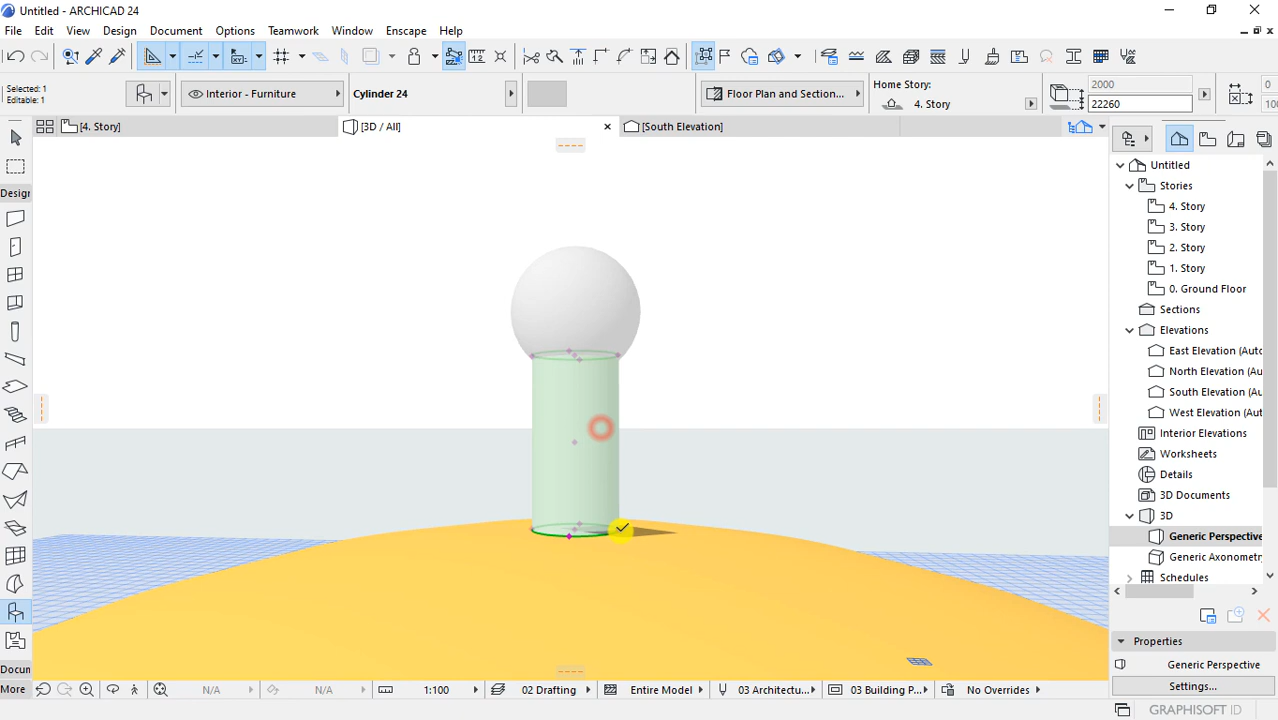 Untitled - ARCHICAD 24
File Edit View Design Document Options Teamwork Window Enscape Help
Selected: 1
Editable: 1
Interior - Furniture
Cylinder 24
Floor Plan and Section...
Home Story:
4. Story
2000
22260
[4. Story]
[3D / All]
[South Elevation]
Design
Untitled
Stories
4. Story
3. Story
2. Story
1. Story
0. Ground Floor
Sections
Elevations
East Elevation (Auto
North Elevation (Au
South Elevation (Au
West Elevation (Aut
Interior Elevations
Worksheets
Details
3D Documents
3D
Generic Perspective
Generic Axonometr
Schedules
Properties
Generic Perspective
Settings...
Docun
More
N/A
N/A
1:100
02 Drafting
Entire Model
03 Architectu...
03 Building P...
No Overrides
GRAPHISOFT ID